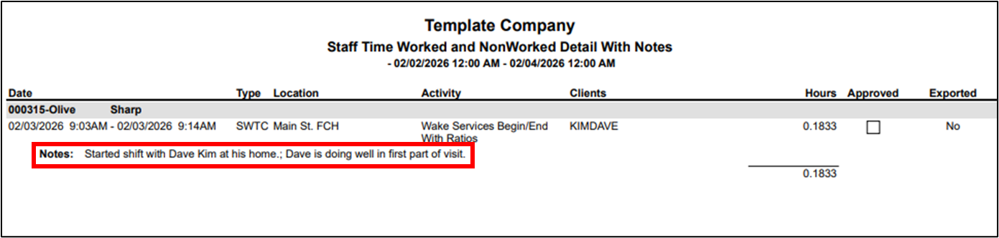 Template Company
Staff Time Worked and NonWorked Detail With Notes
- 02/02/2026 12:00 AM - 02/04/2026 12:00 AM
Date Type Location Activity Clients Hours Approved Exported
000315-Olive Sharp
02/03/2026 9:03AM - 02/03/2026 9:14AM SWTC Main St. FCH Wake Services Begin/End KIMDAVE 0.1833 No
With Ratios
Notes: Started shift with Dave Kim at his home.; Dave is doing well in first part of visit.
0.1833